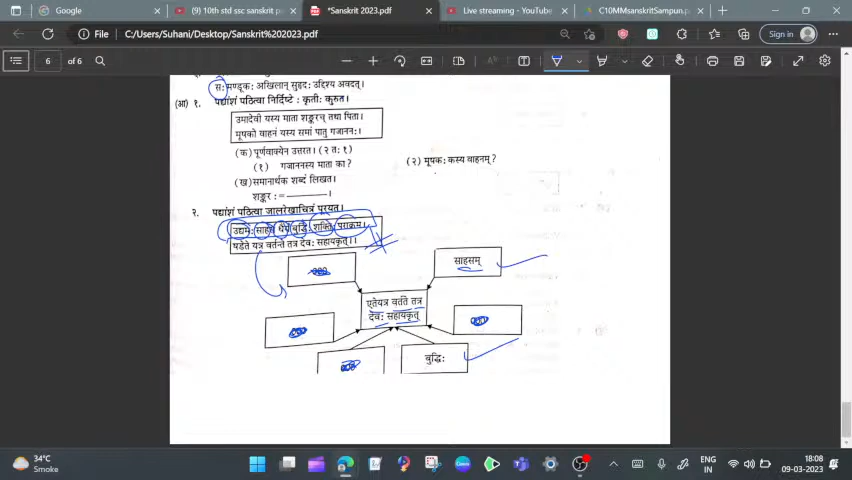 Google
(9) 10th std ssc sanskrit p
*Sanskrit 2023.pdf
Live streaming - YouTube
C10MMsanskritSampun.p
File
C:/Users/Suhani/Desktop/Sanskrit%202023.pdf
Sign in
6 of 6
सः मण्डूकः अखिलान् सुहृदः उद्दिश्य अवदत्।
(आ) १. पद्यांशं पठित्वा निर्दिष्टे : कृतीः कुरुत।
उमादेवी यस्य माता शङ्करश्च तथा पिता।
मूषको वाहनं यस्य समां पातु गजाननः।
(क) पूर्णवाक्येन उत्तरत। (२ तः १)
(१) गजाननस्य माता का?
(२) मूषकः कस्य वाहनम्?
(ख) समानार्थक शब्दं लिखत।
शङ्करः = ———।
२. पद्यांशं पठित्वा जालरेखाचित्रं पूरयत।
उद्यमः साहसं धैर्यं बुद्धिः शक्तिः पराक्रमः।
षडेते यत्र वर्तन्ते तत्र देवः सहायकृत्।।
साहसम्
एतेयत्र वर्तते तत्र
देवः सहायकृत्
बुद्धिः
34°C
Smoke
ENG
IN
18:08
09-03-2023